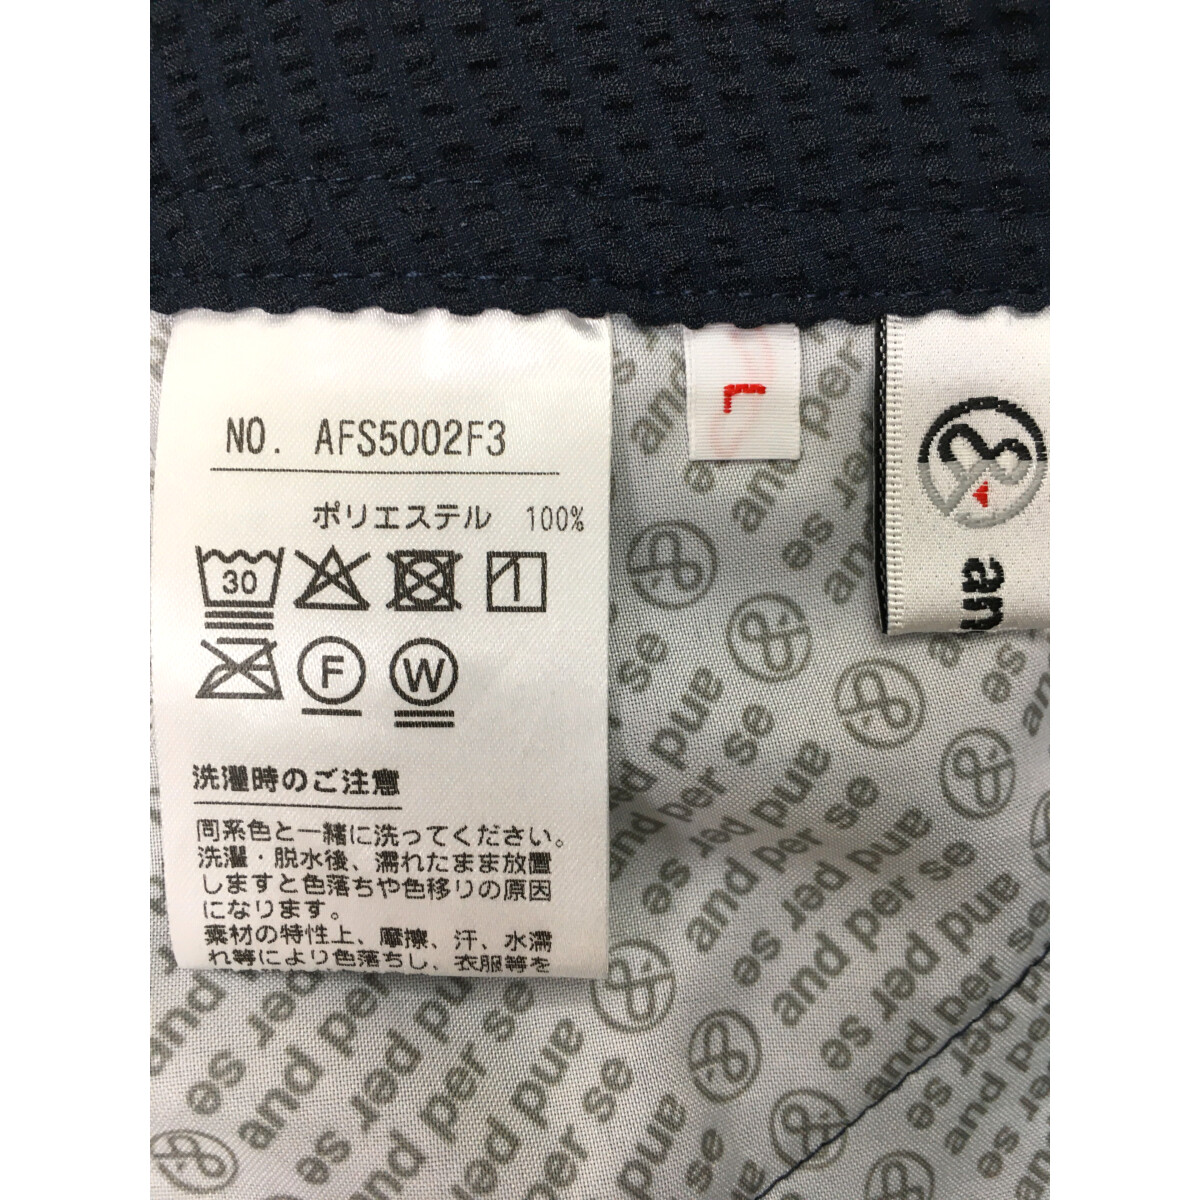 NO. AFS5002F3
ポリエステル 100%
30
F
W
洗濯時のご注意
同系色と一緒に洗ってください。
洗濯・脱水後、濡れたまま放置
しますと色落ちや色移りの原因
になります。
素材の特性上、摩擦、汗、水濡
れ等により色落ちし、衣服等を
L
an
and per se
and per se
and per se
and per se
and per se
and per se